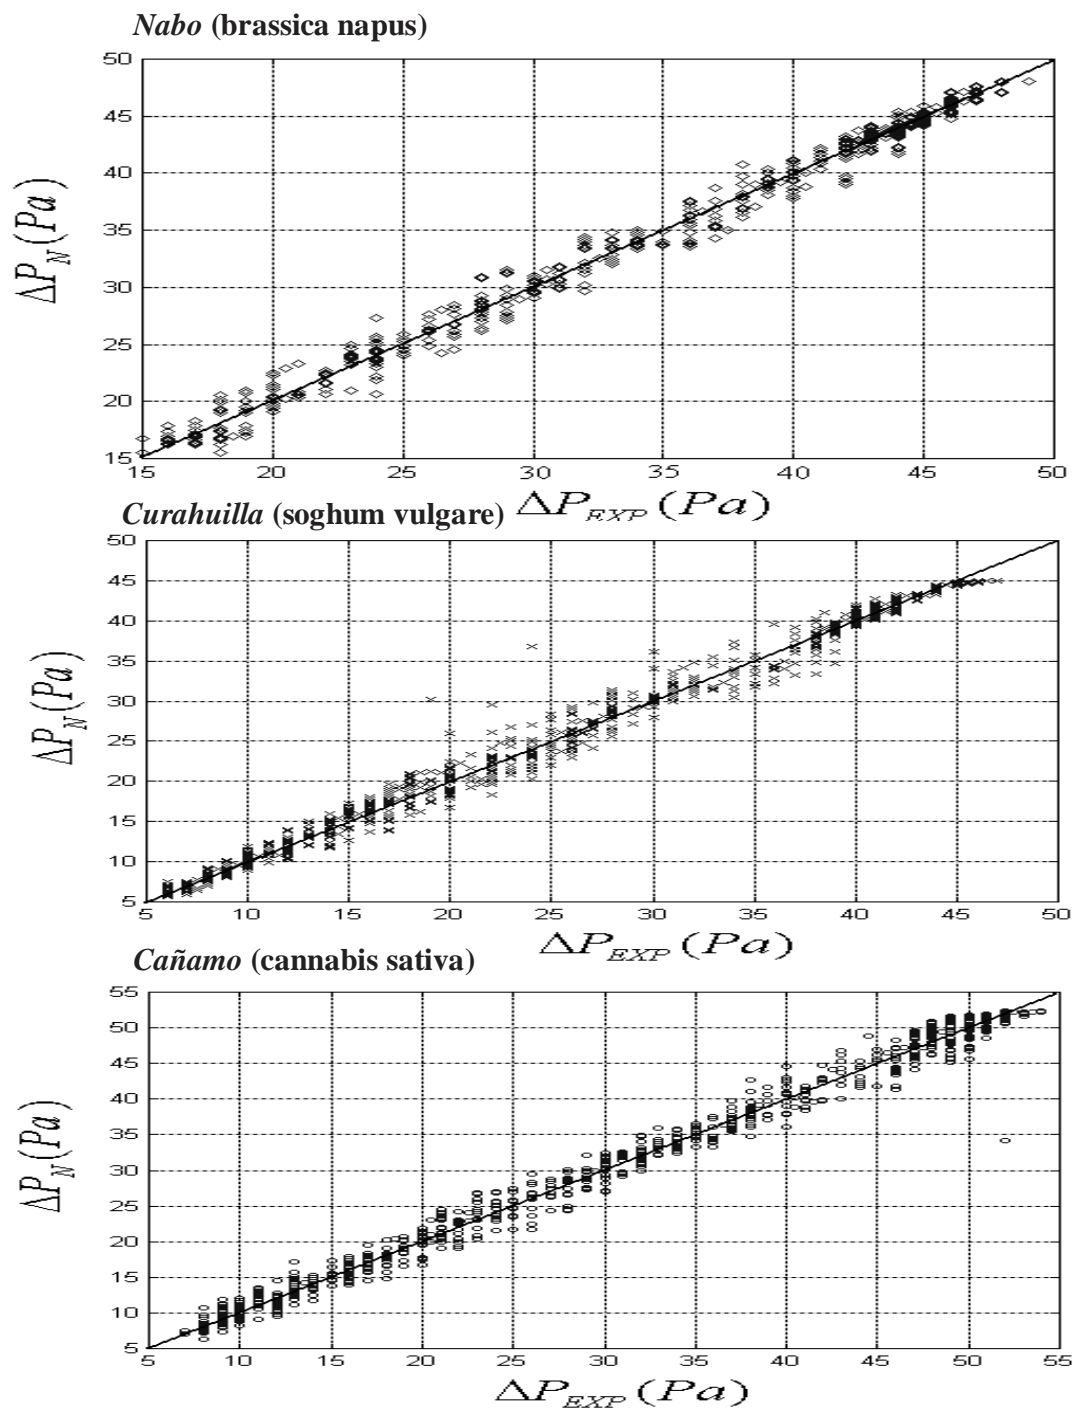 Nabo (brassica napus)
50
45
40
35
30
25
20
15
ΔP_N (Pa)
15 20 25 30 35 40 45 50
ΔP_EXP (Pa)
Curahuilla (soghum vulgare)
50
45
40
35
30
25
20
15
10
5
ΔP_N (Pa)
5 10 15 20 25 30 35 40 45 50
ΔP_EXP (Pa)
Cañamo (cannabis sativa)
55
50
45
40
35
30
25
20
15
10
5
ΔP_N (Pa)
5 10 15 20 25 30 35 40 45 50 55
ΔP_EXP (Pa)